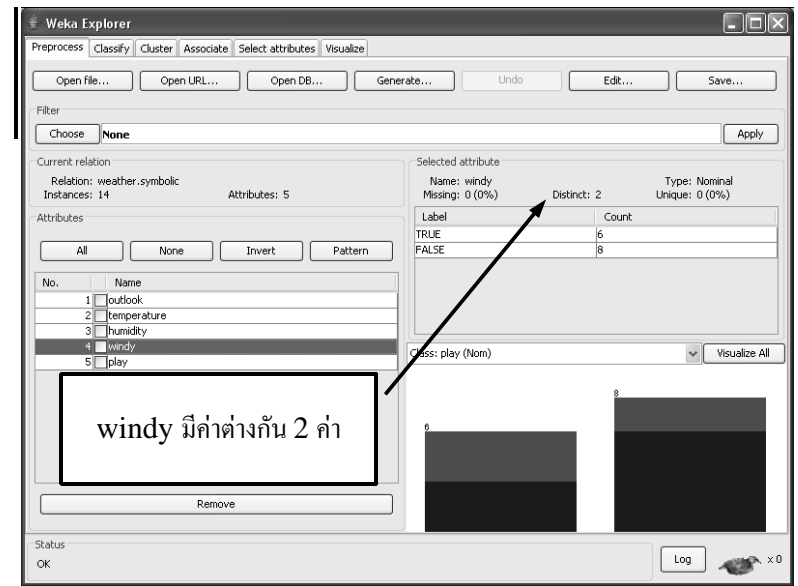 Weka Explorer
Preprocess Classify Cluster Associate Select attributes Visualize
Open file... Open URL... Open DB... Generate... Undo Edit... Save...
Filter
Choose None Apply
Current relation
Relation: weather.symbolic
Instances: 14 Attributes: 5
Attributes
All None Invert Pattern
No. Name
1 outlook
2 temperature
3 humidity
4 windy
5 play
windy มีค่าต่างกัน 2 ค่า
Remove
Selected attribute
Name: windy Type: Nominal
Missing: 0 (0%) Distinct: 2 Unique: 0 (0%)
Label Count
TRUE 6
FALSE 8
Class: play (Nom) Visualize All
6
8
Status
OK Log x 0